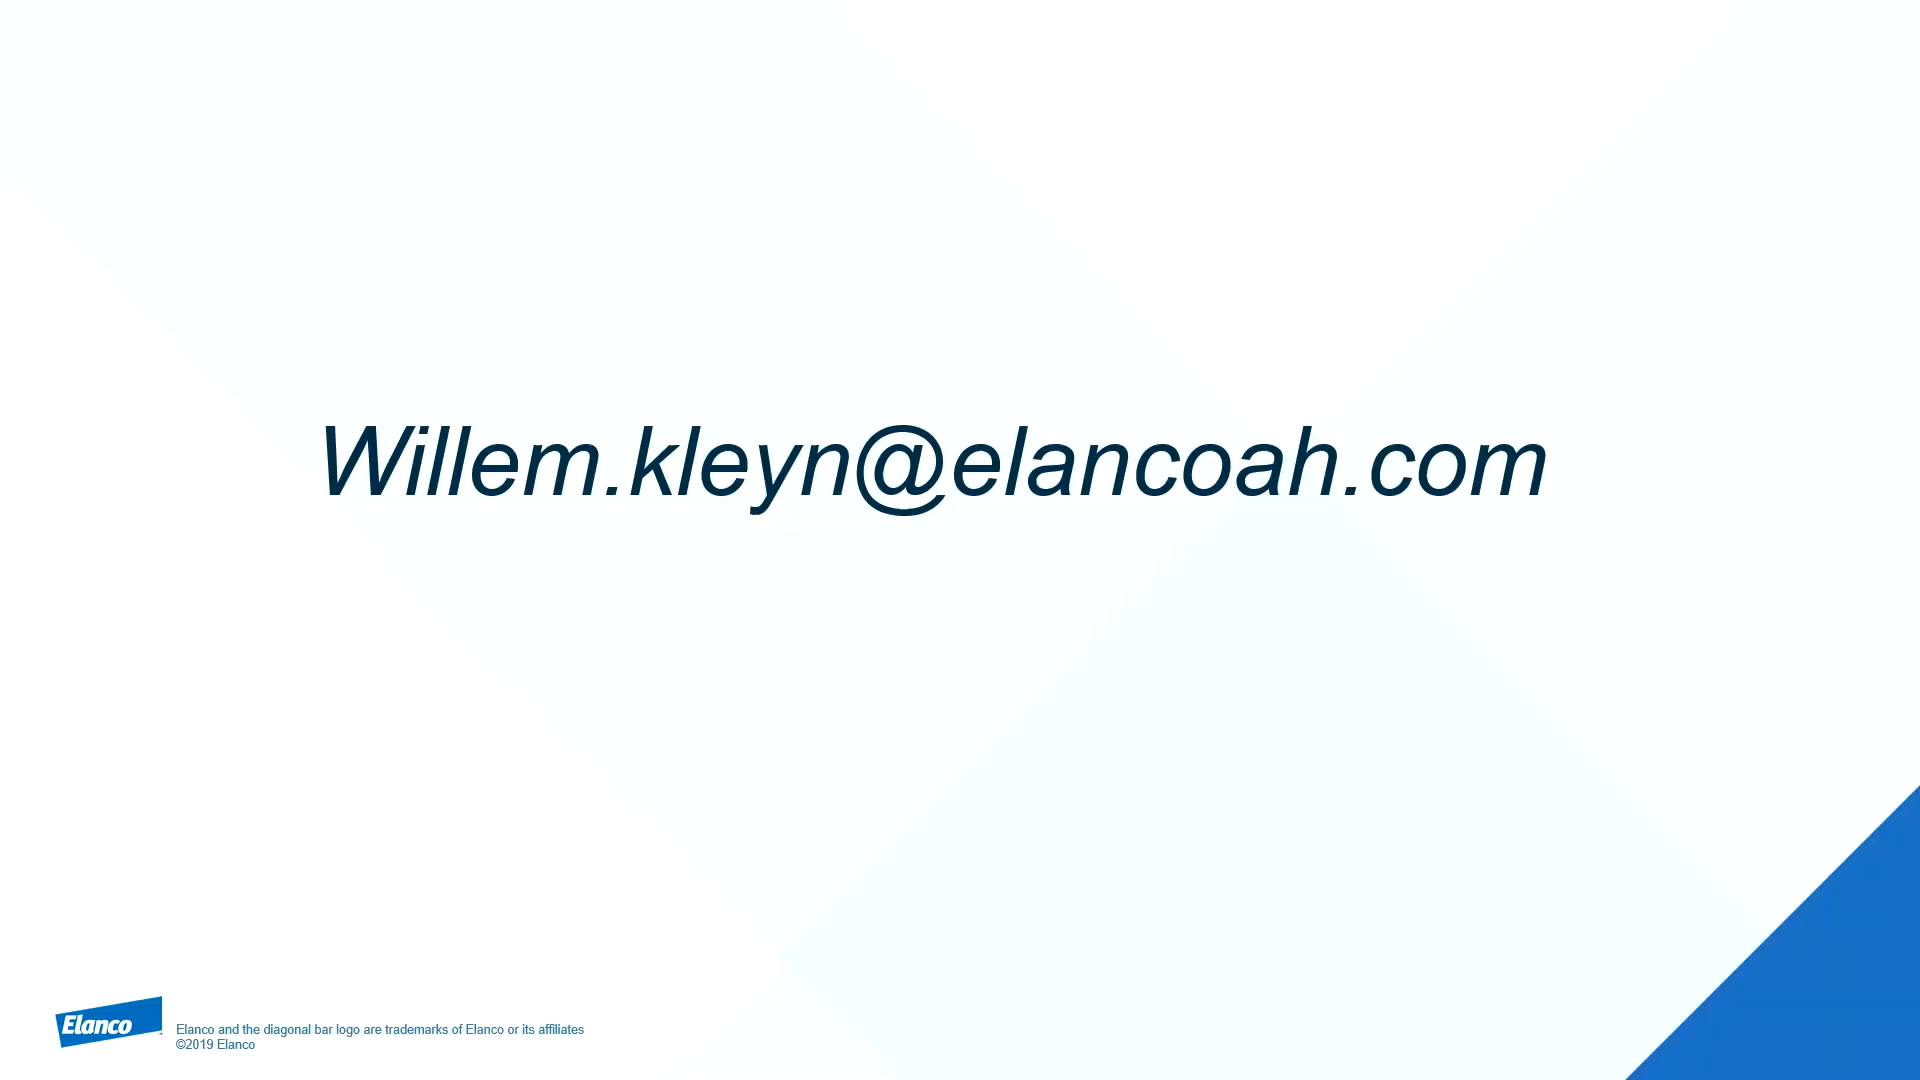 Willem.kleyn@elancoah.com
Elanco
Elanco and the diagonal bar logo are trademarks of Elanco or its affiliates
©2019 Elanco